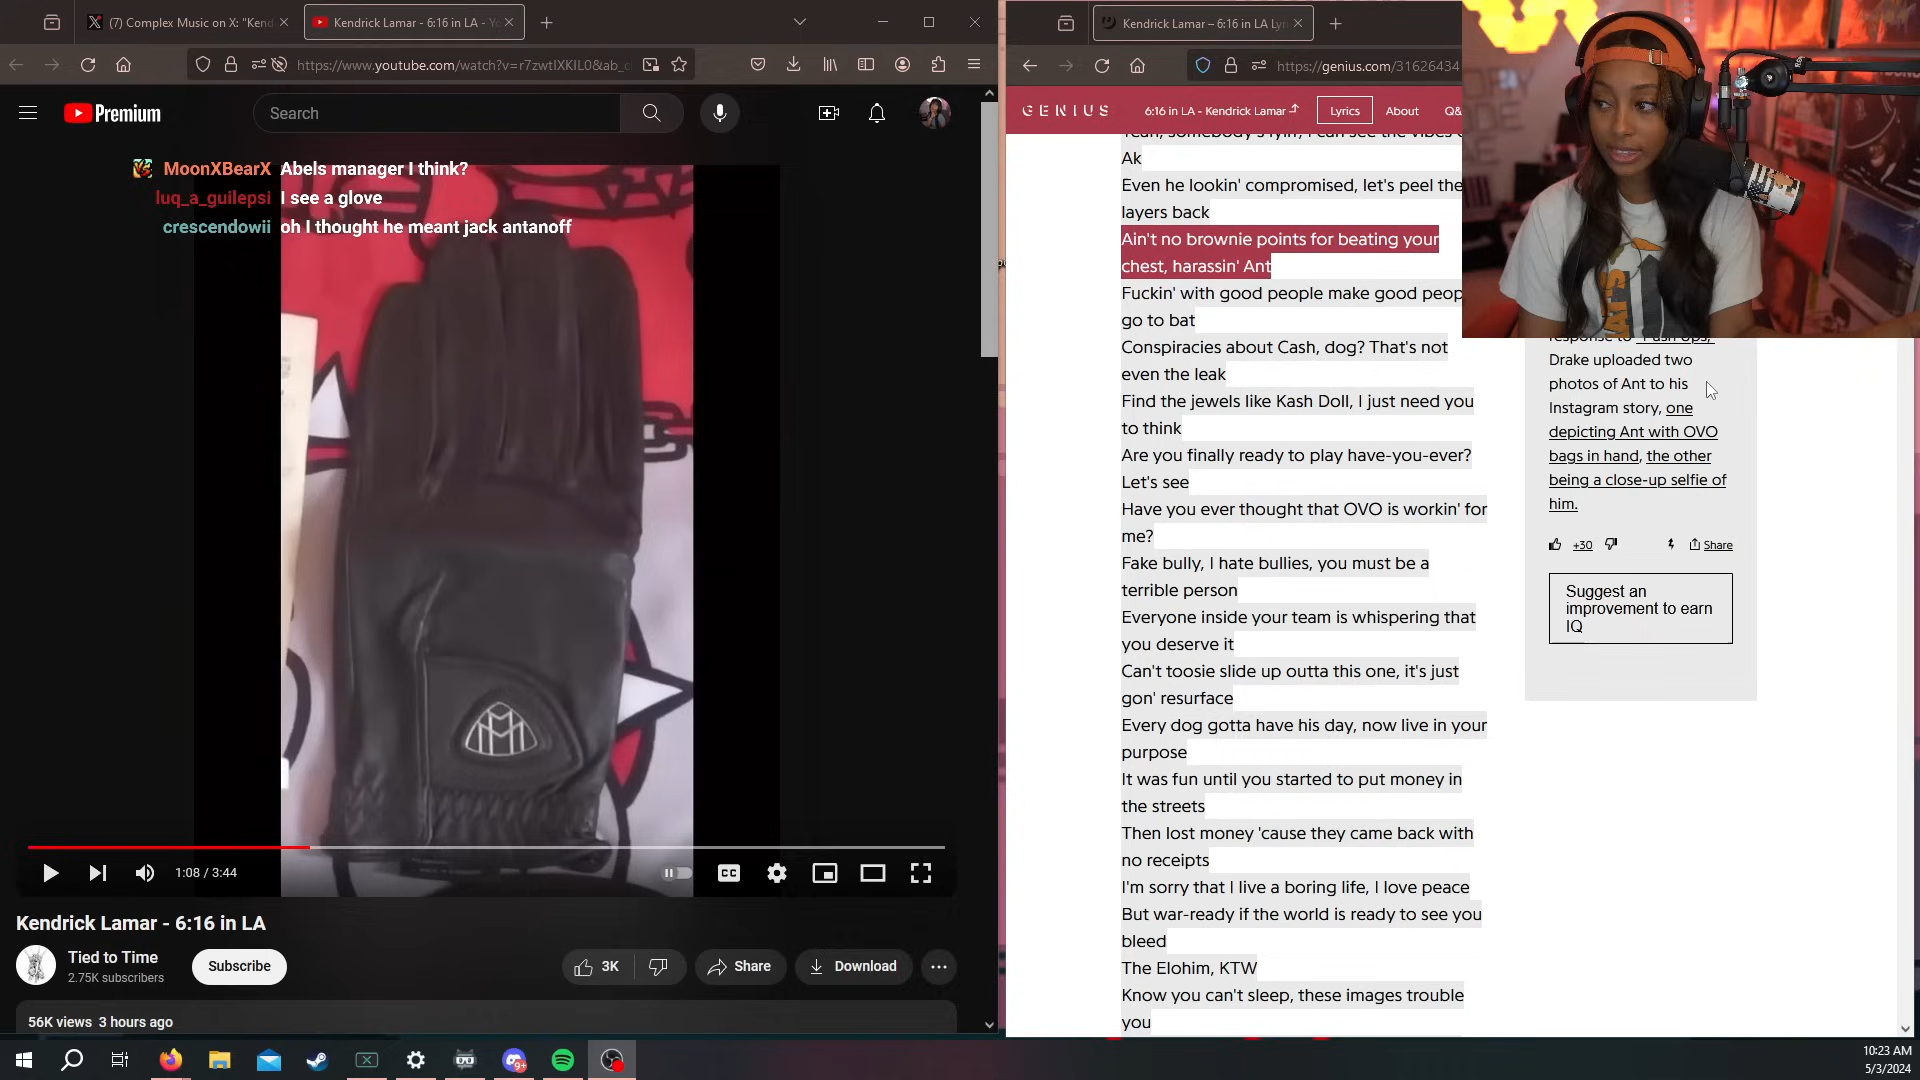 (7) Complex Music on X: "Kend
Kendrick Lamar - 6:16 in LA - Yo
Kendrick Lamar – 6:16 in LA Ly
https://www.youtube.com/watch?v=r7zwtIXKIL0&ab_c
https://genius.com/31626434
Premium
Search
GENIUS
6:16 in LA - Kendrick Lamar
Lyrics
About
Q&
MoonXBearX Abels manager I think?
luq_a_guilepsi I see a glove
crescendowii oh I thought he meant jack antanoff
1:08 / 3:44
CC
Kendrick Lamar - 6:16 in LA
Tied to Time
2.75K subscribers
Subscribe
3K
Share
Download
56K views 3 hours ago
Yeah, somebody's lyin', I can see the vibes
Ak
Even he lookin' compromised, let's peel the
layers back
Ain't no brownie points for beating your
chest, harassin' Ant
Fuckin' with good people make good peop
go to bat
Conspiracies about Cash, dog? That's not
even the leak
Find the jewels like Kash Doll, I just need you
to think
Are you finally ready to play have-you-ever?
Let's see
Have you ever thought that OVO is workin' for
me?
Fake bully, I hate bullies, you must be a
terrible person
Everyone inside your team is whispering that
you deserve it
Can't toosie slide up outta this one, it's just
gon' resurface
Every dog gotta have his day, now live in your
purpose
It was fun until you started to put money in
the streets
Then lost money 'cause they came back with
no receipts
I'm sorry that I live a boring life, I love peace
But war-ready if the world is ready to see you
bleed
The Elohim, KTW
Know you can't sleep, these images trouble
you
response to "Push Ups,"
Drake uploaded two
photos of Ant to his
Instagram story, one
depicting Ant with OVO
bags in hand, the other
being a close-up selfie of
him.
+30
Share
Suggest an
improvement to earn
IQ
9+
10:23 AM
5/3/2024